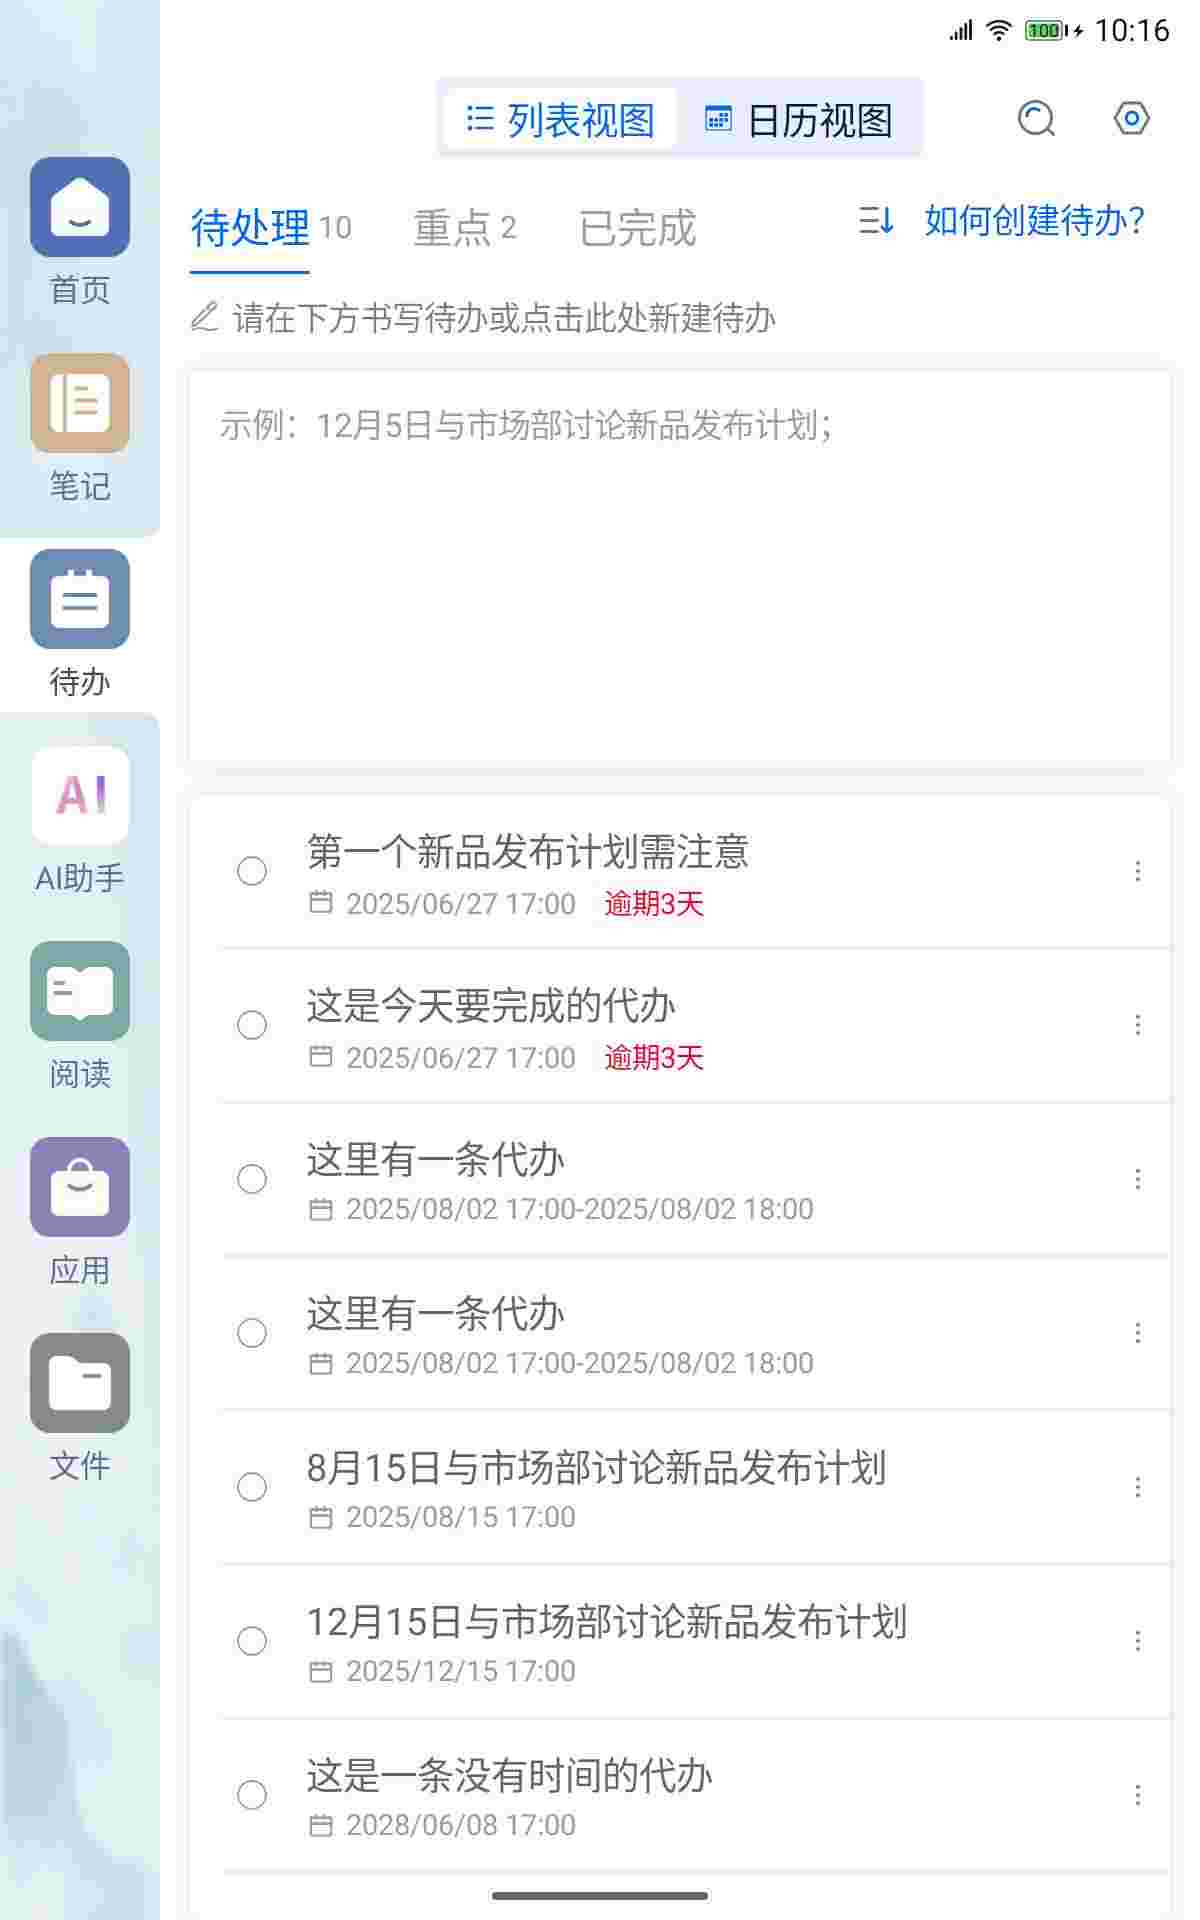 100 10:16
列表视图 日历视图
待处理 10 重点 2 已完成 如何创建待办?
请在下方书写待办或点击此处新建待办
示例：12月5日与市场部讨论新品发布计划；
第一个新品发布计划需注意
2025/06/27 17:00 逾期3天
这是今天要完成的代办
2025/06/27 17:00 逾期3天
这里有一条代办
2025/08/02 17:00-2025/08/02 18:00
这里有一条代办
2025/08/02 17:00-2025/08/02 18:00
8月15日与市场部讨论新品发布计划
2025/08/15 17:00
12月15日与市场部讨论新品发布计划
2025/12/15 17:00
这是一条没有时间的代办
2028/06/08 17:00
首页
笔记
待办
AI
AI助手
阅读
应用
文件